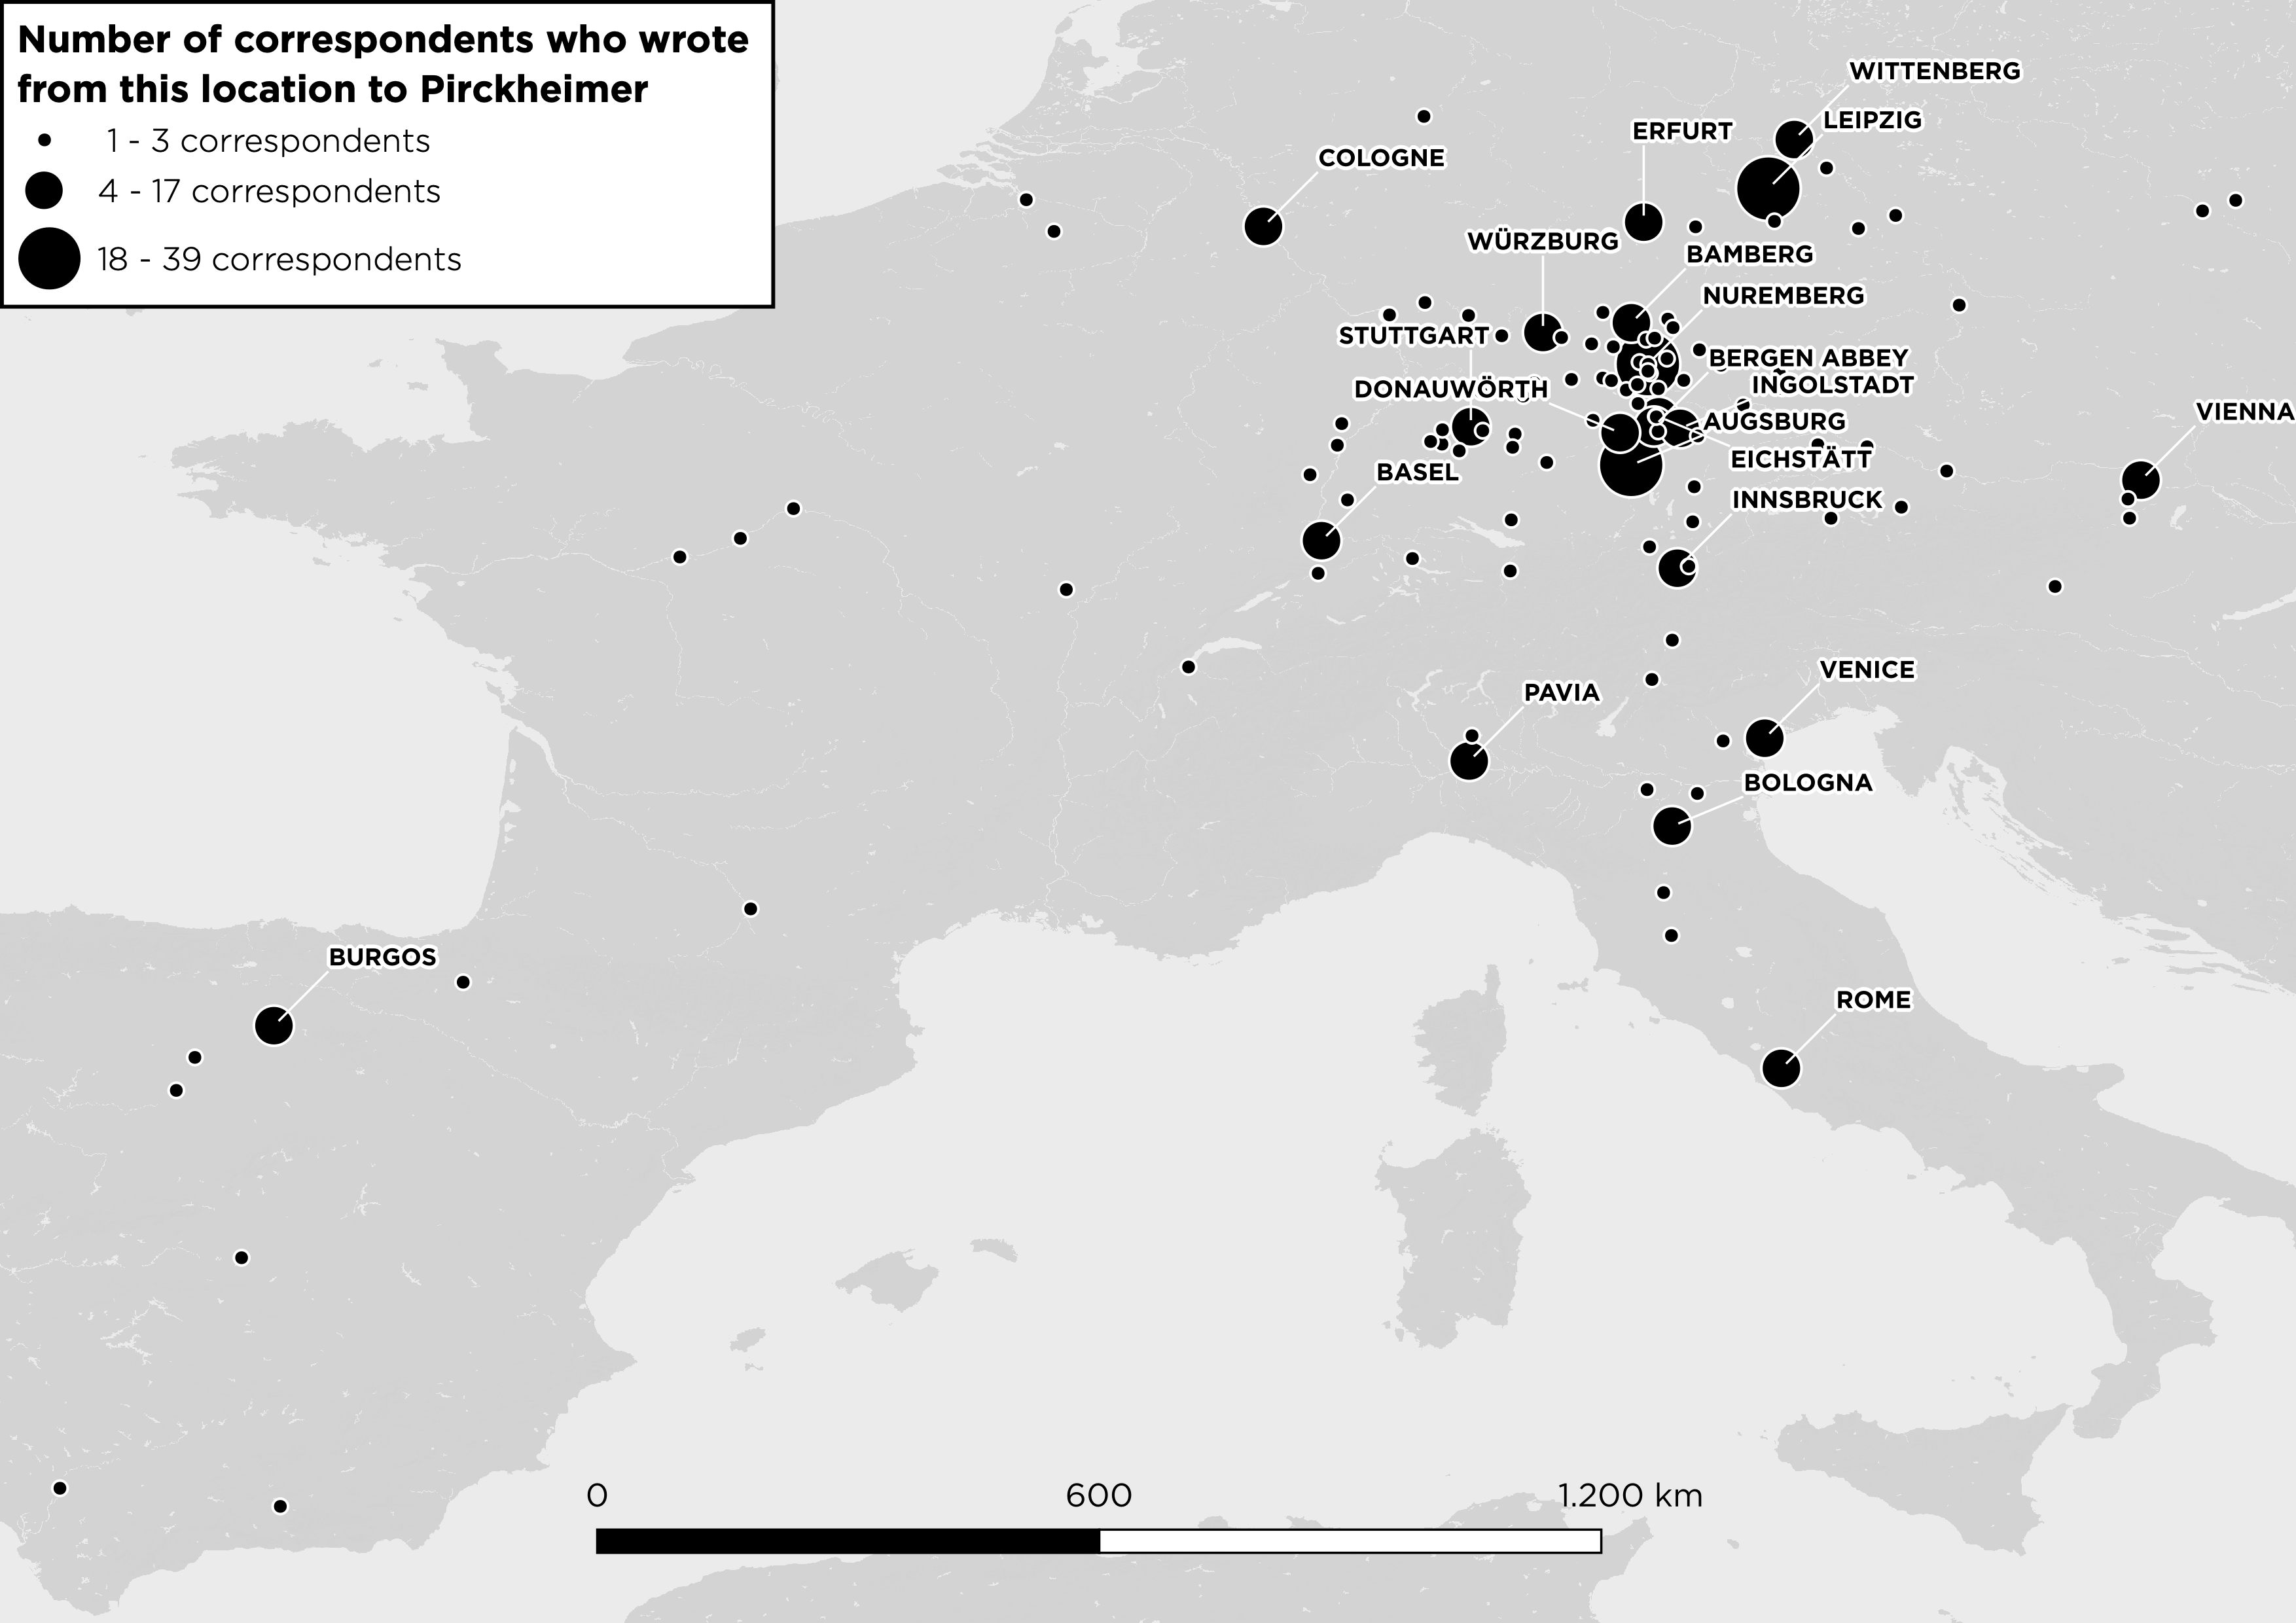 Number of correspondents who wrote
from this location to Pirckheimer
1 - 3 correspondents
4 - 17 correspondents
18 - 39 correspondents
WITTENBERG
LEIPZIG
ERFURT
COLOGNE
WÜRZBURG
BAMBERG
NUREMBERG
STUTTGART
BERGEN ABBEY
INGOLSTADT
DONAUWÖRTH
VIENNA
AUGSBURG
EICHSTÄTT
BASEL
INNSBRUCK
VENICE
PAVIA
BOLOGNA
BURGOS
ROME
0 600 1.200 km